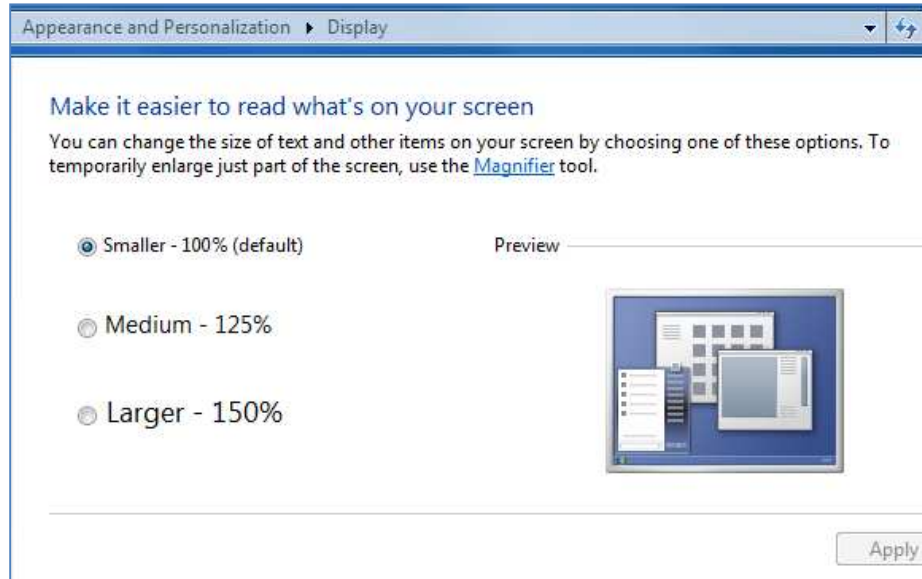 Appearance and Personalization ▸ Display
Make it easier to read what's on your screen
You can change the size of text and other items on your screen by choosing one of these options. To
temporarily enlarge just part of the screen, use the Magnifier tool.
Smaller - 100% (default)
Preview
Medium - 125%
Larger - 150%
Apply